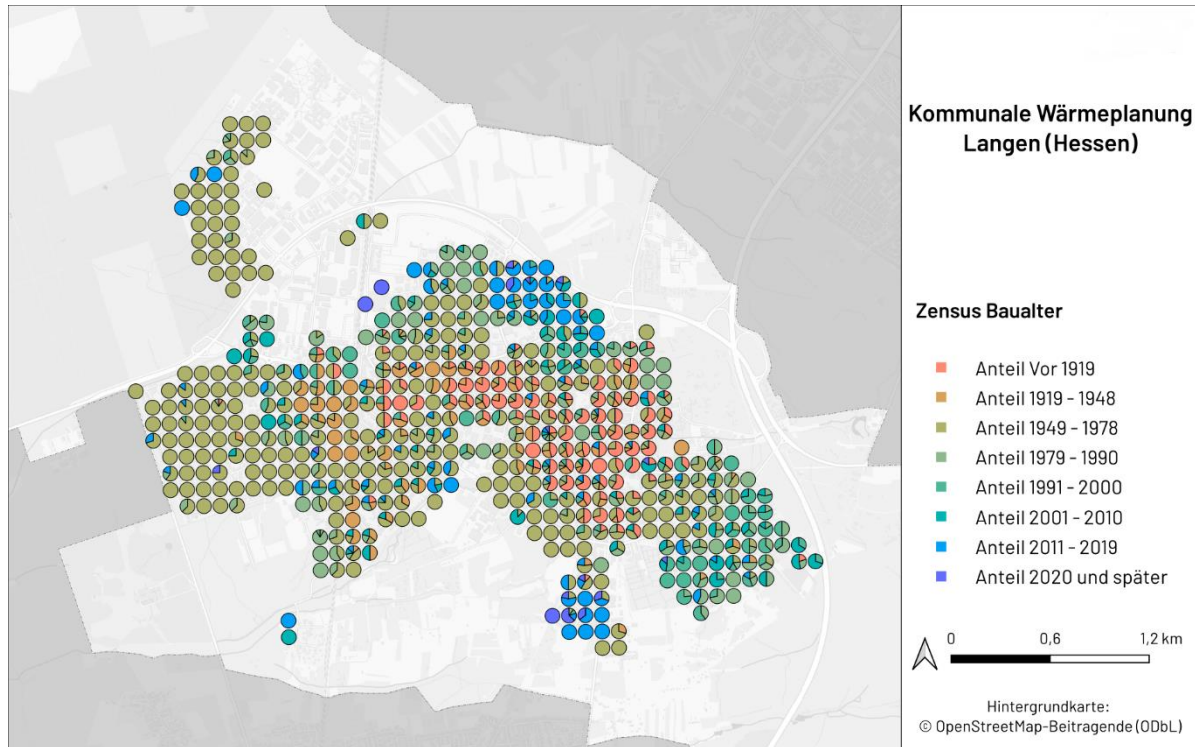 Kommunale Wärmeplanung
Langen (Hessen)
Zensus Baualter
Anteil Vor 1919
Anteil 1919 - 1948
Anteil 1949 - 1978
Anteil 1979 - 1990
Anteil 1991 - 2000
Anteil 2001 - 2010
Anteil 2011 - 2019
Anteil 2020 und später
0 0,6 1,2 km
Hintergrundkarte:
© OpenStreetMap-Beitragende (ODbL)